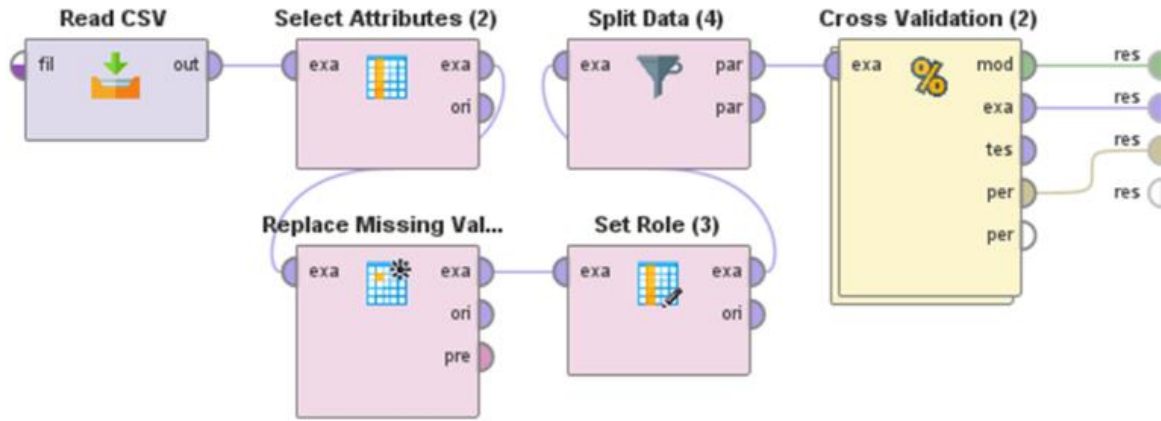 Read CSV
Select Attributes (2)
Split Data (4)
Cross Validation (2)
fil
out
exa
exa
exa
par
exa
mod
res
ori
par
exa
res
tes
res
per
res
per
Replace Missing Val...
Set Role (3)
exa
exa
exa
exa
ori
ori
pre